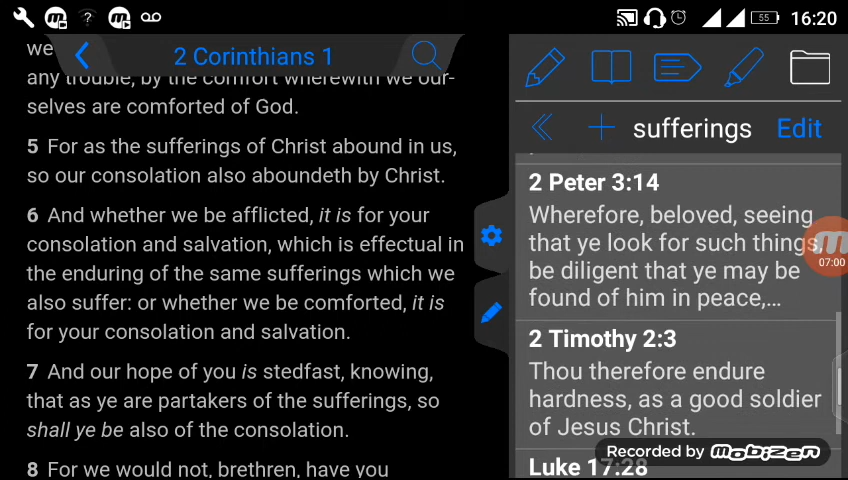 16:20
55
we
2 Corinthians 1
any trouble, by the comfort wherewith we our-
selves are comforted of God.
5 For as the sufferings of Christ abound in us,
so our consolation also aboundeth by Christ.
6 And whether we be afflicted, it is for your
consolation and salvation, which is effectual in
the enduring of the same sufferings which we
also suffer: or whether we be comforted, it is
for your consolation and salvation.
7 And our hope of you is stedfast, knowing,
that as ye are partakers of the sufferings, so
shall ye be also of the consolation.
8 For we would not, brethren, have you
sufferings
Edit
2 Peter 3:14
Wherefore, beloved, seeing
that ye look for such things,
be diligent that ye may be
found of him in peace,...
07:00
2 Timothy 2:3
Thou therefore endure
hardness, as a good soldier
of Jesus Christ.
Recorded by mobizen
Luke 17:28